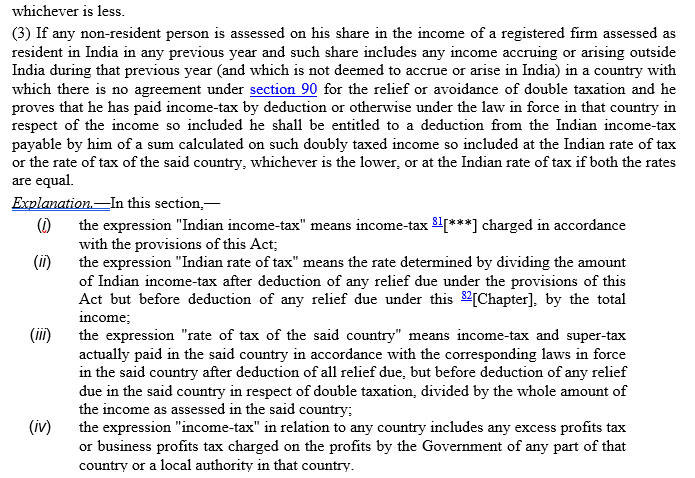 whichever is less.
(3) If any non-resident person is assessed on his share in the income of a registered firm assessed as
resident in India in any previous year and such share includes any income accruing or arising outside
India during that previous year (and which is not deemed to accrue or arise in India) in a country with
which there is no agreement under section 90 for the relief or avoidance of double taxation and he
proves that he has paid income-tax by deduction or otherwise under the law in force in that country in
respect of the income so included he shall be entitled to a deduction from the Indian income-tax
payable by him of a sum calculated on such doubly taxed income so included at the Indian rate of tax
or the rate of tax of the said country, whichever is the lower, or at the Indian rate of tax if both the rates
are equal.
Explanation.—In this section,—
(i) the expression "Indian income-tax" means income-tax 81[***] charged in accordance
with the provisions of this Act;
(ii) the expression "Indian rate of tax" means the rate determined by dividing the amount
of Indian income-tax after deduction of any relief due under the provisions of this
Act but before deduction of any relief due under this 82[Chapter], by the total
income;
(iii) the expression "rate of tax of the said country" means income-tax and super-tax
actually paid in the said country in accordance with the corresponding laws in force
in the said country after deduction of all relief due, but before deduction of any relief
due in the said country in respect of double taxation, divided by the whole amount of
the income as assessed in the said country;
(iv) the expression "income-tax" in relation to any country includes any excess profits tax
or business profits tax charged on the profits by the Government of any part of that
country or a local authority in that country.